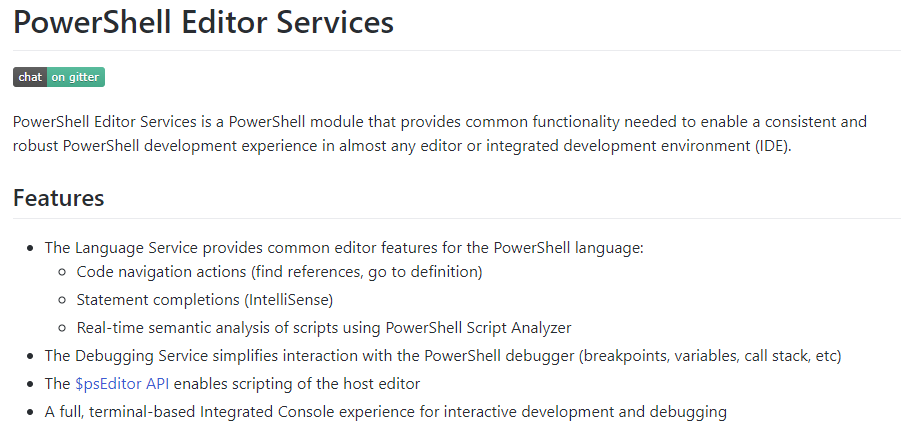 PowerShell Editor Services
chat on gitter
PowerShell Editor Services is a PowerShell module that provides common functionality needed to enable a consistent and
robust PowerShell development experience in almost any editor or integrated development environment (IDE).
Features
• The Language Service provides common editor features for the PowerShell language:
◦ Code navigation actions (find references, go to definition)
◦ Statement completions (IntelliSense)
◦ Real-time semantic analysis of scripts using PowerShell Script Analyzer
• The Debugging Service simplifies interaction with the PowerShell debugger (breakpoints, variables, call stack, etc)
• The $psEditor API enables scripting of the host editor
• A full, terminal-based Integrated Console experience for interactive development and debugging